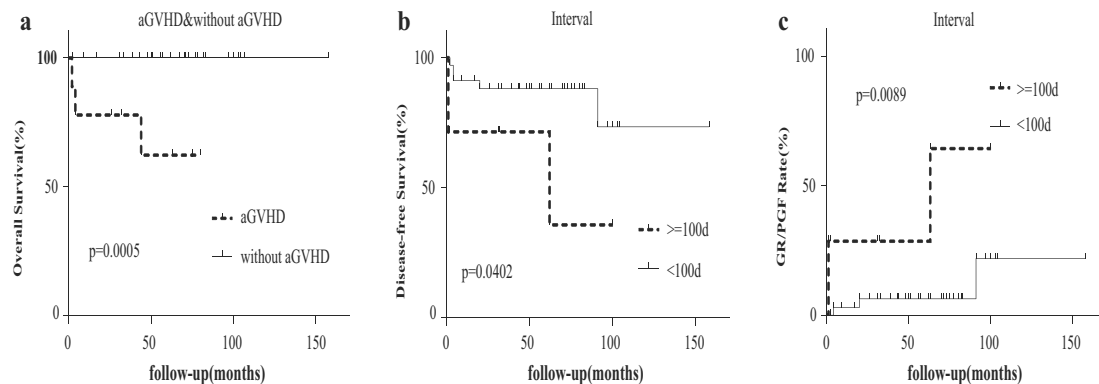 a
aGVHD&without aGVHD
100
50
0
Overall Survival(%)
aGVHD
without aGVHD
p=0.0005
0
50
100
150
follow-up(months)
b
Interval
100
50
0
Disease-free Survival(%)
>=100d
<100d
p=0.0402
0
50
100
150
follow-up(months)
c
Interval
100
50
0
GR/PGF Rate(%)
p=0.0089
>=100d
<100d
0
50
100
150
follow-up(months)